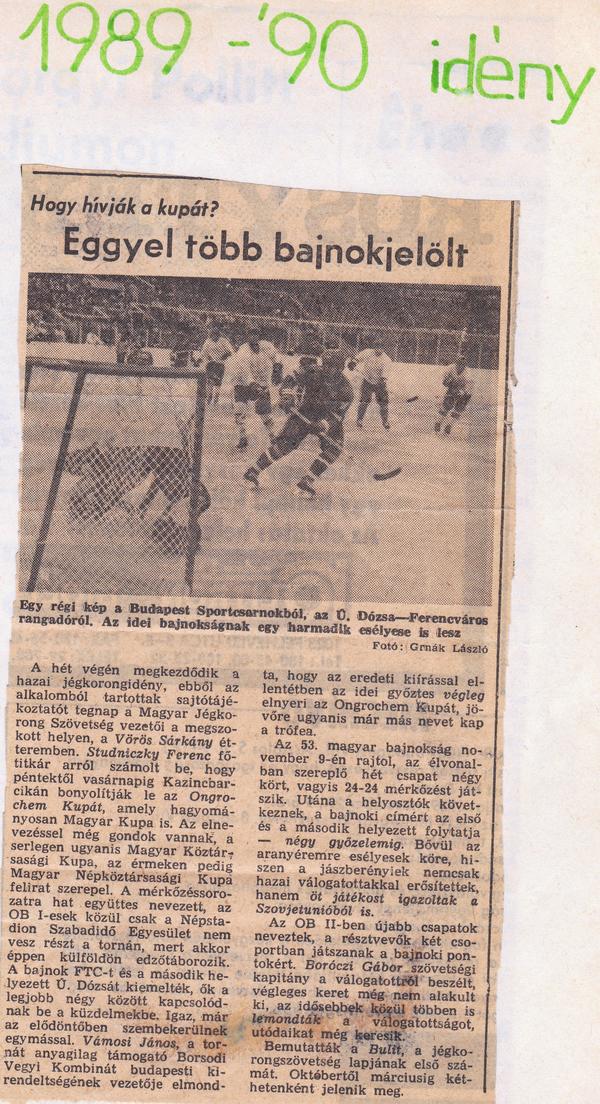 1989 - '90 idény
Hogy hívják a kupát?
Eggyel több bajnokjelölt
Egy régi kép a Budapest Sportcsarnokból, az Ú. Dózsa—Ferencváros
rangadóról. Az idei bajnokságnak egy harmadik esélyese is lesz
Fotó: Grnák László
A hét végén megkezdődik a
hazai jégkorongidény, ebből az
alkalomból tartottak sajtótájé-
koztatót tegnap a Magyar Jégko-
rong Szövetség vezetői a megszo-
kott helyen, a Vörös Sárkány ét-
teremben. Studniczky Ferenc fő-
titkár arról számolt be, hogy
péntektől vasárnapig Kazincbar-
cikán bonyolítják le az Ongro-
chem Kupát, amely hagyomá-
nyosan Magyar Kupa is. Az elne-
vezéssel még gondok vannak, a
serlegen ugyanis Magyar Köztár-
sasági Kupa, az érmeken pedig
Magyar Népköztársasági Kupa
felirat szerepel. A mérkőzésso-
zatra hat együttes nevezett, az
OB I-esek közül csak a Népsta-
dion Szabadidő Egyesület nem
vesz részt a tornán, mert akkor
éppen külföldön edzőtáborozik.
A bajnok FTC-t és a második he-
lyezett Ú. Dózsát kiemelték, ők a
legjobb négy között kapcsolód-
nak be a küzdelmekbe. Igaz, már
az elődöntőben szembekerülnek
egymással. Vámosi János, a tor-
nát anyagilag támogató Borsodi
Vegyi Kombinát budapesti ki-
rendeltségének vezetője elmond-
ta, hogy az eredeti kiírással el-
lentétben az idei győztes végleg
elnyeri az Ongrochem Kupát, jö-
vőre ugyanis már más nevet kap
a trófea.
Az 53. magyar bajnokság no-
vember 9-én rajtol, az élvonal-
ban szereplő hét csapat négy
kört, vagyis 24-24 mérkőzést ját-
szik. Utána a helyosztók követ-
keznek, a bajnoki címért az első
és a második helyezett folytatja
— négy győzelemig. Bővül az
aranyéremre esélyesek köre, hi-
szen a jászberényiek nemcsak
hazai válogatottakkal erősítettek,
hanem öt játékost igazoltak a
Szovjetunióból is.
Az OB II-ben újabb csapatok
neveztek, a résztvevők két cso-
portban játszanak a bajnoki pon-
tokért. Boróczi Gábor szövetségi
kapitány a válogatottról beszélt,
végleges keret még nem alakult
ki, az idősebbek közül többen is
lemondták a válogatottságot,
utódaikat még keresik.
Bemutatták a Bulit, a jégko-
rongszövetség lapjának első szá-
mát. Októbertől márciusig két-
hetenként jelenik meg.